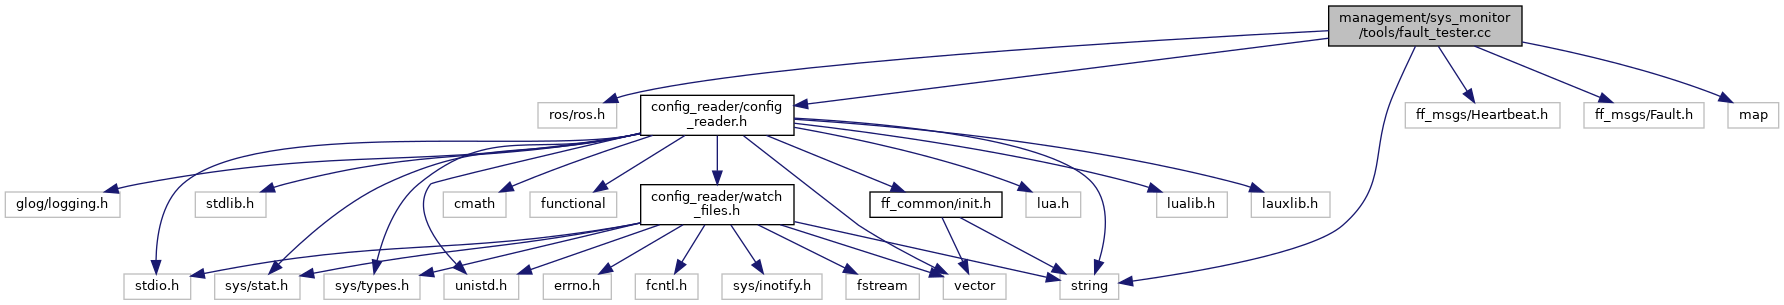 management/sys_monitor
/tools/fault_tester.cc
ros/ros.h
config_reader/config
_reader.h
ff_msgs/Heartbeat.h
ff_msgs/Fault.h
map
glog/logging.h
stdlib.h
cmath
functional
config_reader/watch
_files.h
ff_common/init.h
lua.h
lualib.h
lauxlib.h
stdio.h
sys/stat.h
sys/types.h
unistd.h
errno.h
fcntl.h
sys/inotify.h
fstream
vector
string